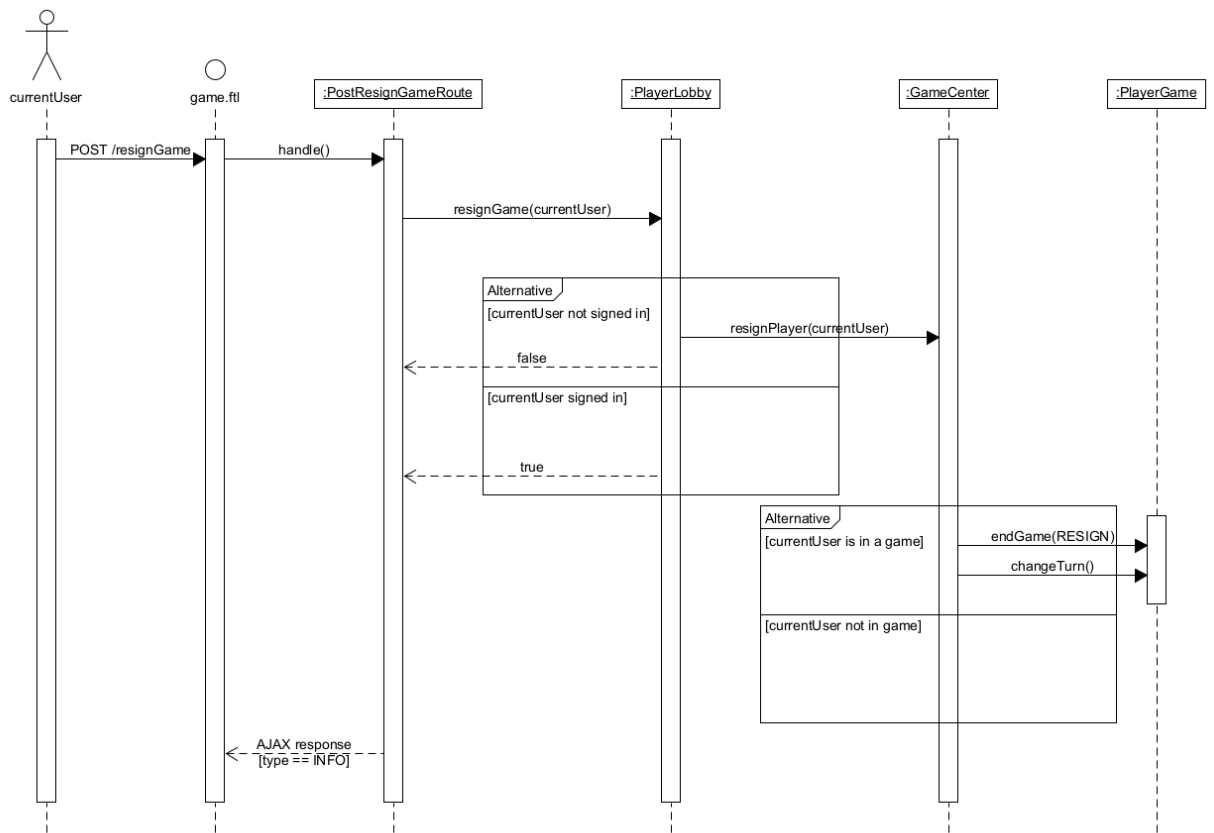 currentUser
game.ftl
:PostResignGameRoute
:PlayerLobby
:GameCenter
:PlayerGame
POST /resignGame
handle()
resignGame(currentUser)
Alternative
[currentUser not signed in]
resignPlayer(currentUser)
false
[currentUser signed in]
true
Alternative
[currentUser is in a game]
endGame(RESIGN)
changeTurn()
[currentUser not in game]
AJAX response
[type == INFO]